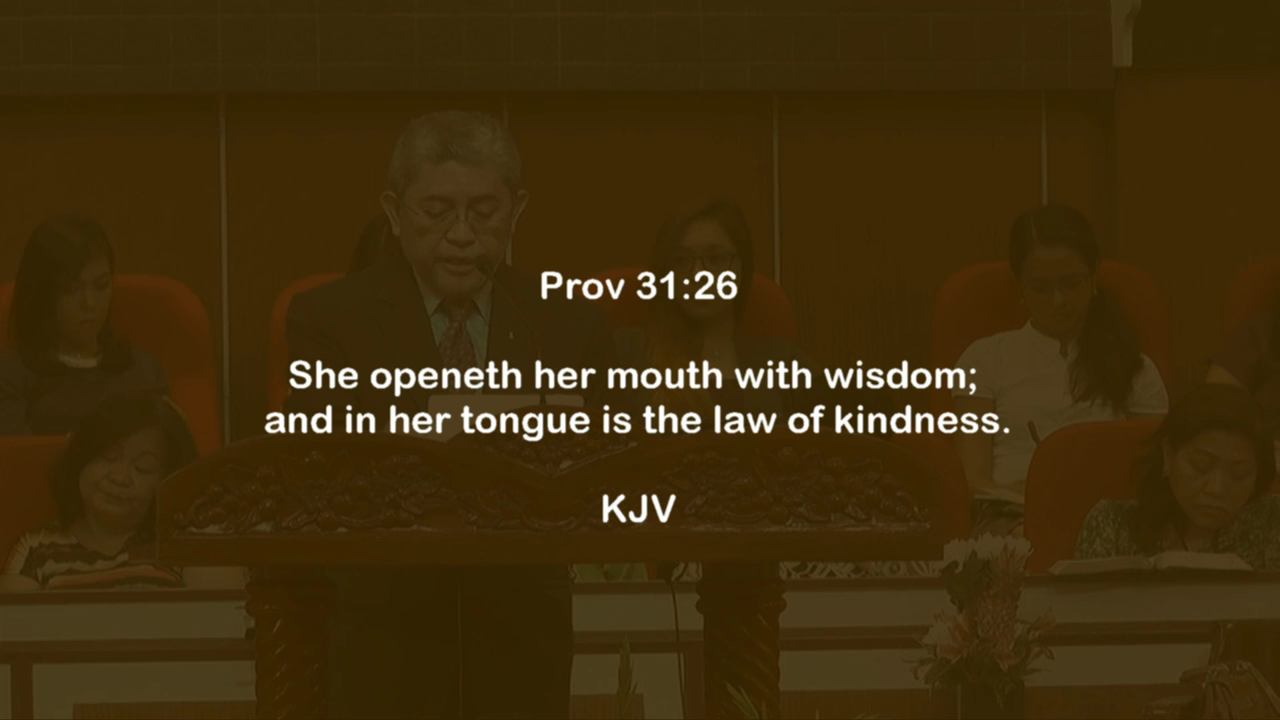 Prov 31:26
She openeth her mouth with wisdom;
and in her tongue is the law of kindness.
KJV